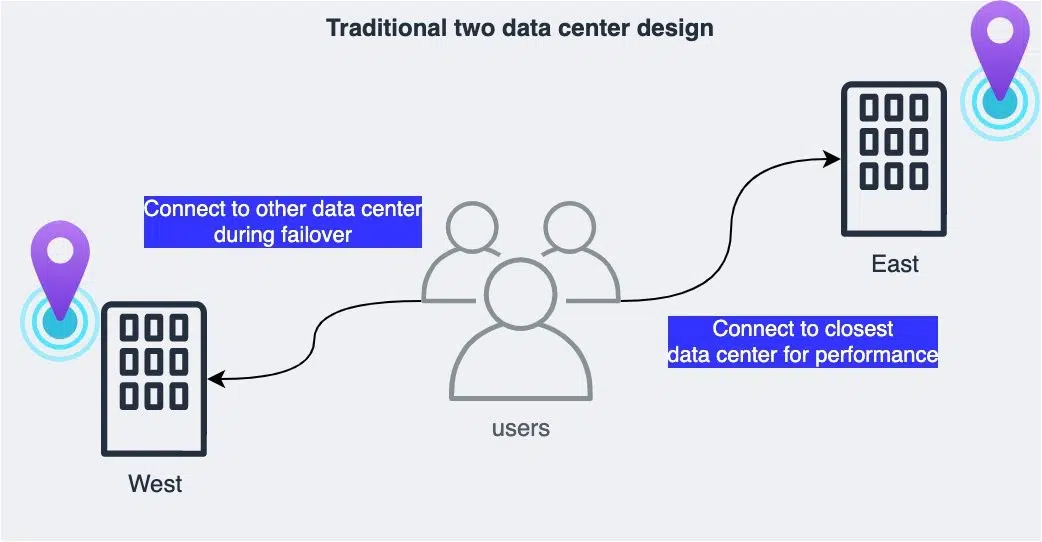 Traditional two data center design
Connect to other data center
during failover
East
Connect to closest
data center for performance
users
West